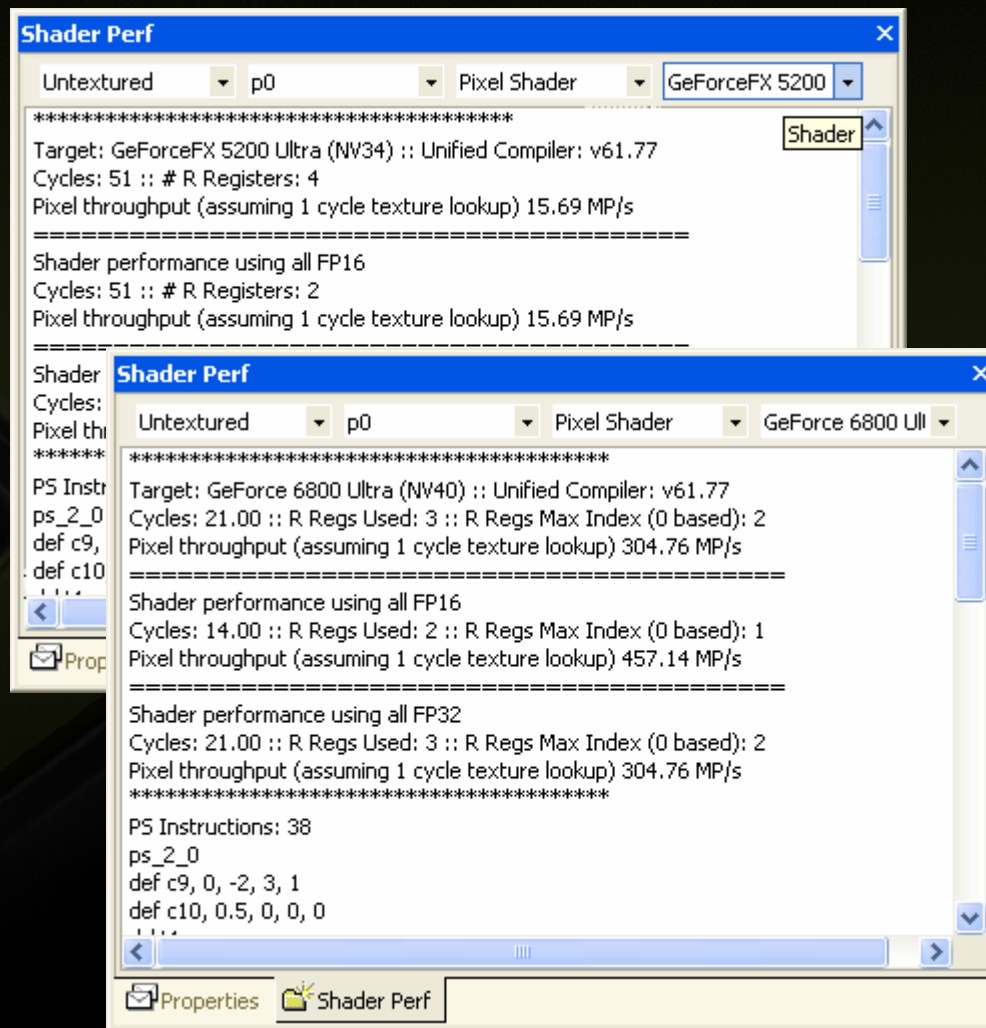 Shader Perf
Untextured p0 Pixel Shader GeForceFX 5200
****************************************
Shader
Target: GeForceFX 5200 Ultra (NV34) :: Unified Compiler: v61.77
Cycles: 51 :: # R Registers: 4
Pixel throughput (assuming 1 cycle texture lookup) 15.69 MP/s
==========================================
Shader performance using all FP16
Cycles: 51 :: # R Registers: 2
Pixel throughput (assuming 1 cycle texture lookup) 15.69 MP/s
==========================================
Shader
Cycles:
Pixel thr
******
PS Instr
ps_2_0
def c9,
def c10
Prop
Shader Perf
Untextured p0 Pixel Shader GeForce 6800 Ul
****************************************
Target: GeForce 6800 Ultra (NV40) :: Unified Compiler: v61.77
Cycles: 21.00 :: R Regs Used: 3 :: R Regs Max Index (0 based): 2
Pixel throughput (assuming 1 cycle texture lookup) 304.76 MP/s
==========================================
Shader performance using all FP16
Cycles: 14.00 :: R Regs Used: 2 :: R Regs Max Index (0 based): 1
Pixel throughput (assuming 1 cycle texture lookup) 457.14 MP/s
==========================================
Shader performance using all FP32
Cycles: 21.00 :: R Regs Used: 3 :: R Regs Max Index (0 based): 2
Pixel throughput (assuming 1 cycle texture lookup) 304.76 MP/s
****************************************
PS Instructions: 38
ps_2_0
def c9, 0, -2, 3, 1
def c10, 0.5, 0, 0, 0
Properties Shader Perf